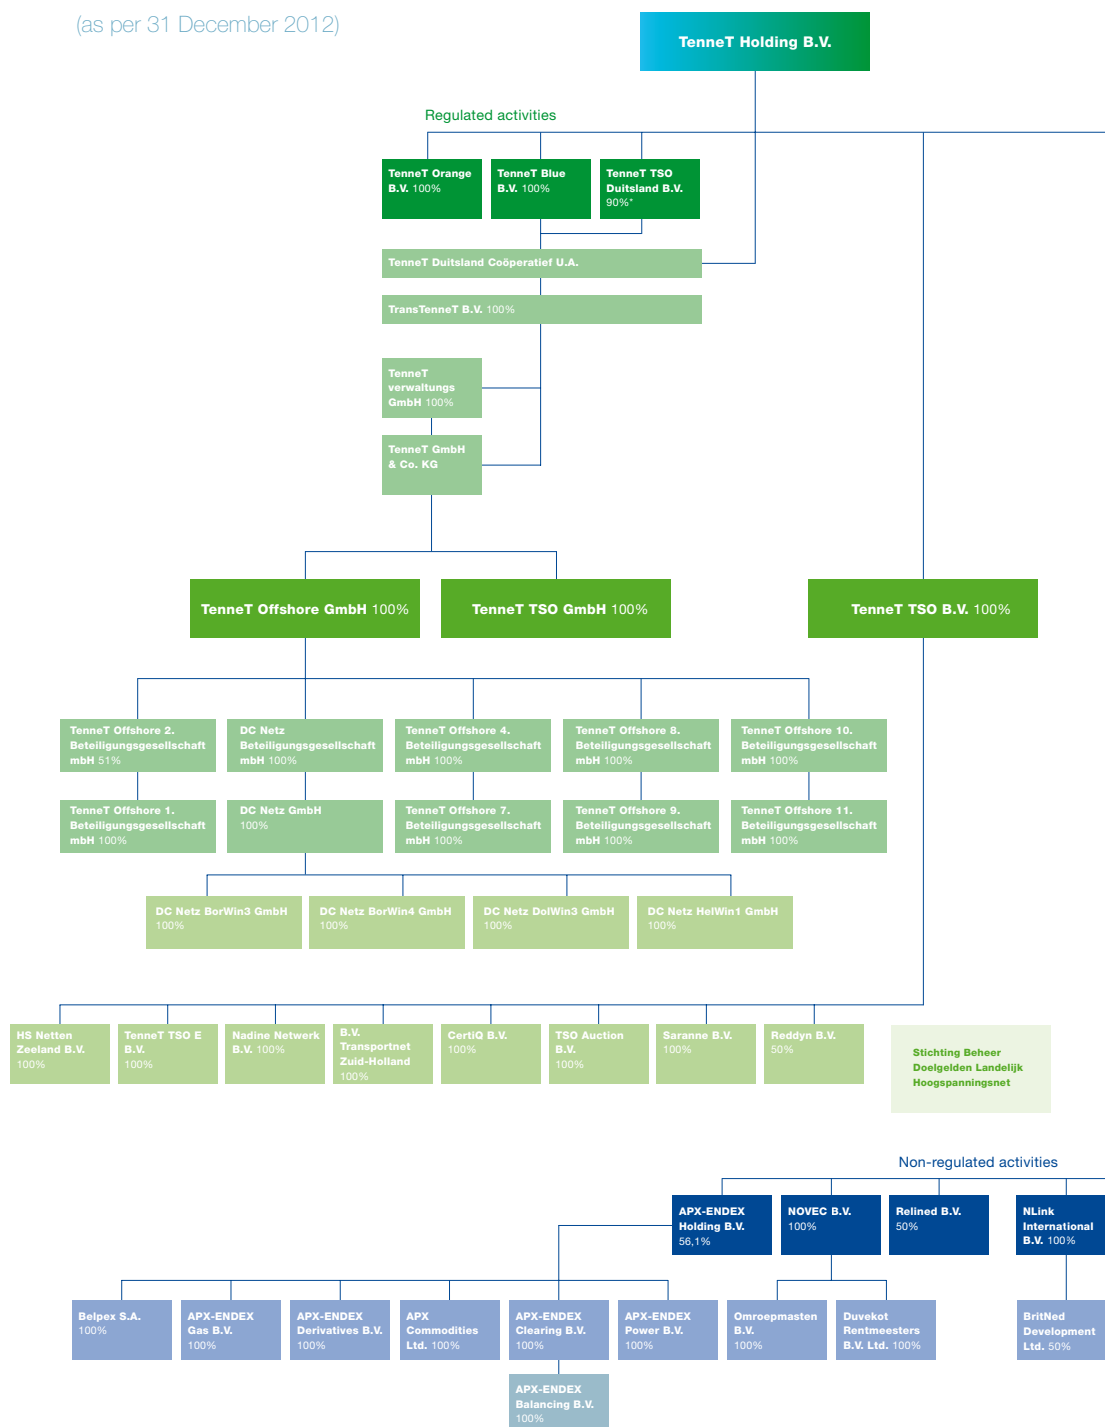 (as per 31 December 2012)
TenneT Holding B.V.
Regulated activities
TenneT Orange
B.V. 100%
TenneT Blue
B.V. 100%
TenneT TSO
Duitsland B.V.
90%*
TenneT Duitsland Coöperatief U.A.
TransTenneT B.V. 100%
TenneT
verwaltungs
GmbH 100%
TenneT GmbH
& Co. KG
TenneT Offshore GmbH 100%
TenneT TSO GmbH 100%
TenneT TSO B.V. 100%
TenneT Offshore 2.
Beteiligungsgesellschaft
mbH 51%
DC Netz
Beteiligungsgesellschaft
mbH 100%
TenneT Offshore 4.
Beteiligungsgesellschaft
mbH 100%
TenneT Offshore 8.
Beteiligungsgesellschaft
mbH 100%
TenneT Offshore 10.
Beteiligungsgesellschaft
mbH 100%
TenneT Offshore 1.
Beteiligungsgesellschaft
mbH 100%
DC Netz GmbH
100%
TenneT Offshore 7.
Beteiligungsgesellschaft
mbH 100%
TenneT Offshore 9.
Beteiligungsgesellschaft
mbH 100%
TenneT Offshore 11.
Beteiligungsgesellschaft
mbH 100%
DC Netz BorWin3 GmbH
100%
DC Netz BorWin4 GmbH
100%
DC Netz DolWin3 GmbH
100%
DC Netz HelWin1 GmbH
100%
HS Netten
Zeeland B.V.
100%
TenneT TSO E
B.V.
100%
Nadine Netwerk
B.V. 100%
B.V.
Transportnet
Zuid-Holland
100%
CertiQ B.V.
100%
TSO Auction
B.V.
100%
Saranne B.V.
100%
Reddyn B.V.
50%
Stichting Beheer
Doelgelden Landelijk
Hoogspanningsnet
Non-regulated activities
APX-ENDEX
Holding B.V.
56,1%
NOVEC B.V.
100%
Relined B.V.
50%
NLink
International
B.V. 100%
Belpex S.A.
100%
APX-ENDEX
Gas B.V.
100%
APX-ENDEX
Derivatives B.V.
100%
APX
Commodities
Ltd. 100%
APX-ENDEX
Clearing B.V.
100%
APX-ENDEX
Power B.V.
100%
Omroepmasten
B.V.
100%
Duvekot
Rentmeesters
B.V. Ltd. 100%
BritNed
Development
Ltd. 50%
APX-ENDEX
Balancing B.V.
100%